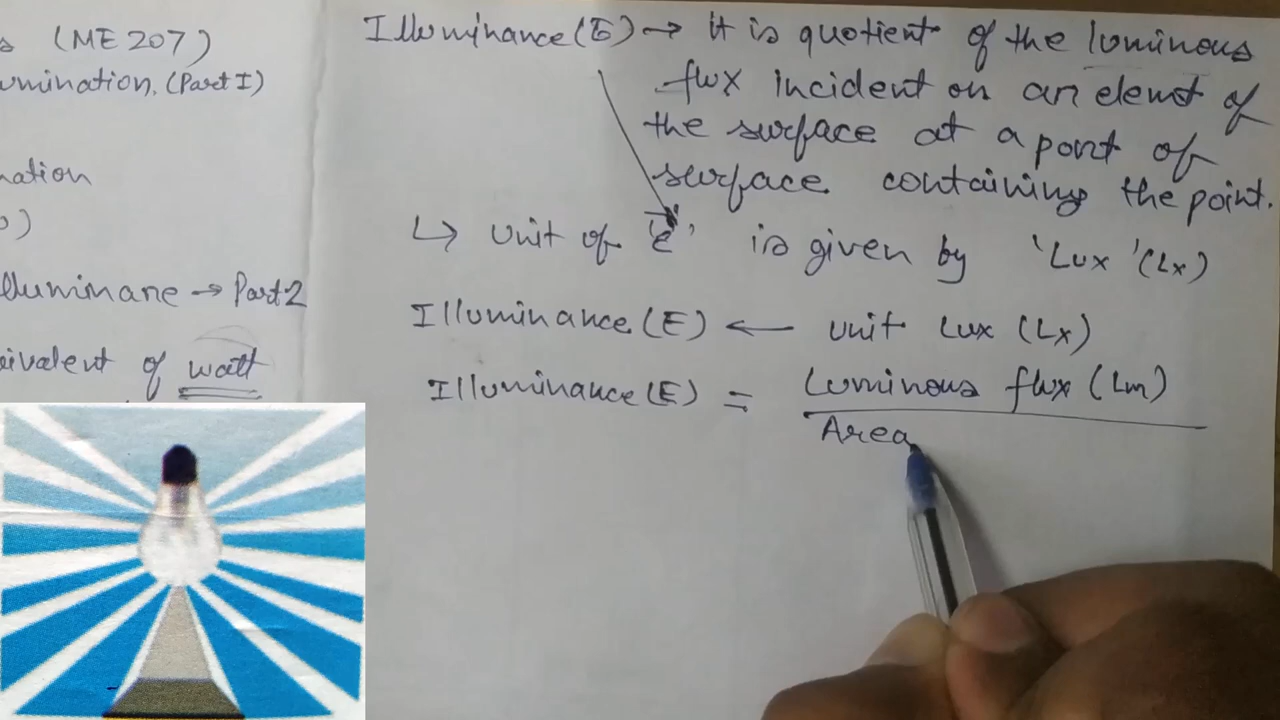 s (ME 207)
umination, (Part I)
nation
)
lluminane → Part 2
ivalent of watt
Illuminance (E) → it is quotient of the luminous
flux incident on an elemt of
the surface at a point of
surface containing the point.
↳ unit of 'E' is given by 'Lux' (Lx)
Illuminance (E) ← unit Lux (Lx)
Illuminance (E) = Luminous flux (Lm)
Area